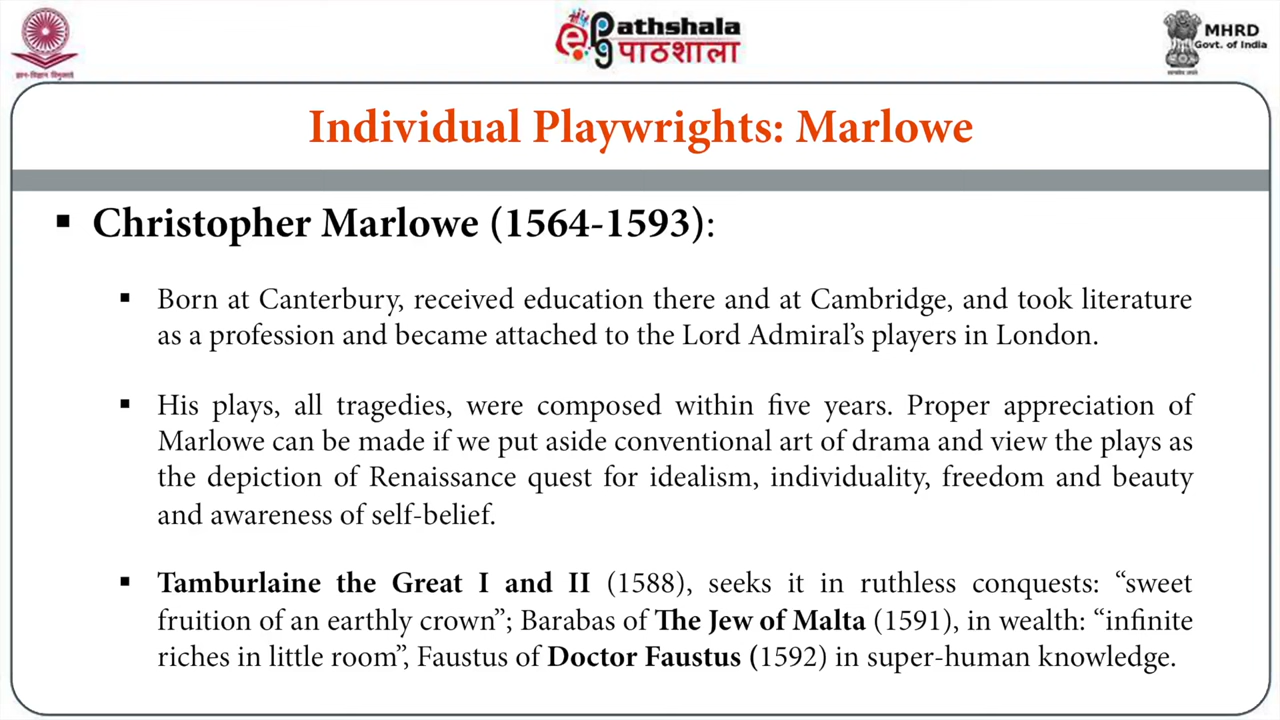 ज्ञान-विज्ञान विमुक्तये
ePathshala
पाठशाला
MHRD
Govt. of India
Individual Playwrights: Marlowe
▪ Christopher Marlowe (1564-1593):
▪ Born at Canterbury, received education there and at Cambridge, and took literature
as a profession and became attached to the Lord Admiral’s players in London.
▪ His plays, all tragedies, were composed within five years. Proper appreciation of
Marlowe can be made if we put aside conventional art of drama and view the plays as
the depiction of Renaissance quest for idealism, individuality, freedom and beauty
and awareness of self-belief.
▪ Tamburlaine the Great I and II (1588), seeks it in ruthless conquests: “sweet
fruition of an earthly crown”; Barabas of The Jew of Malta (1591), in wealth: “infinite
riches in little room”, Faustus of Doctor Faustus (1592) in super-human knowledge.